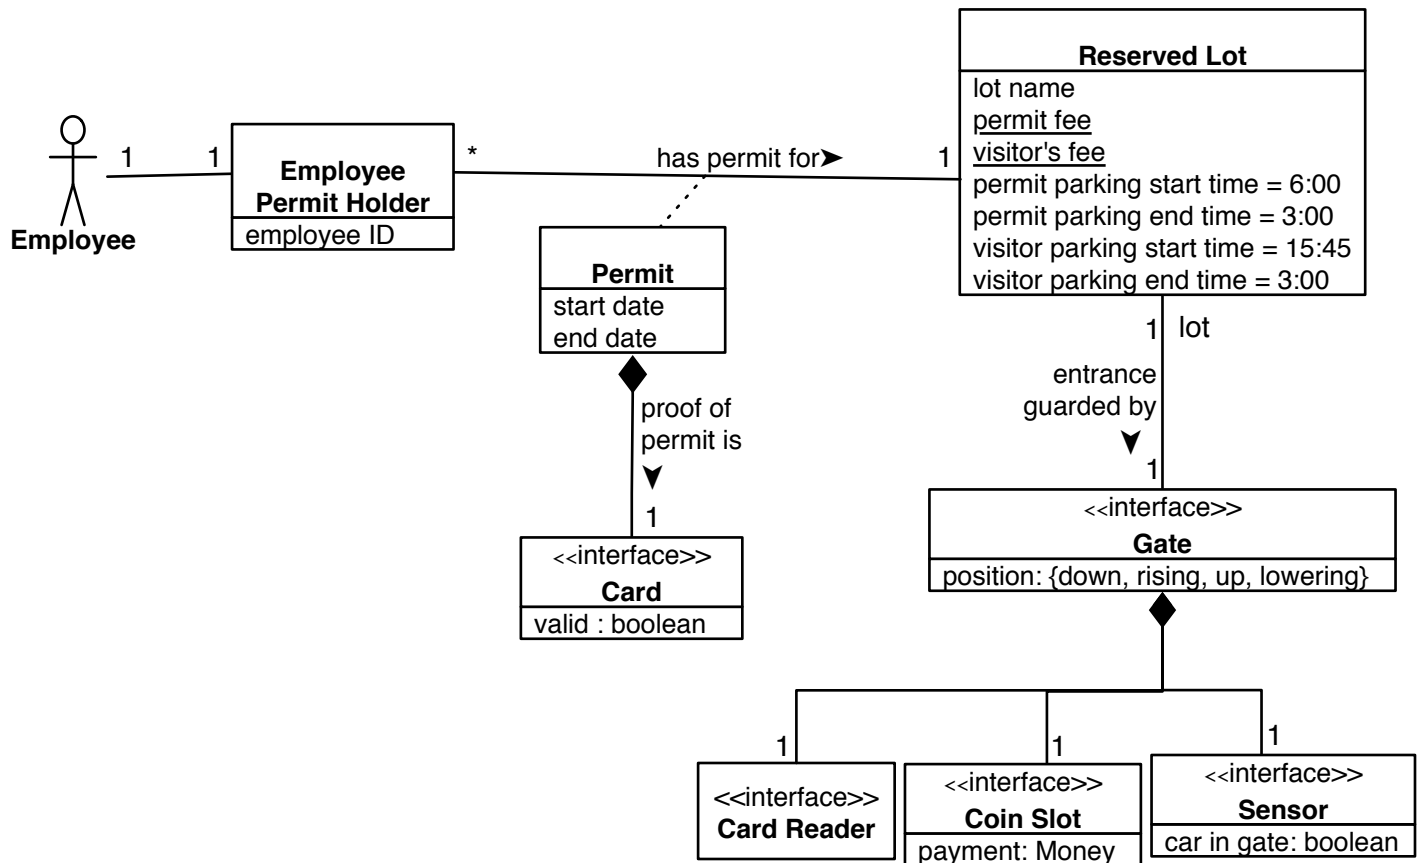 Employee
1
1
Employee
Permit Holder
employee ID
*
has permit for
1
Reserved Lot
lot name
permit fee
visitor's fee
permit parking start time = 6:00
permit parking end time = 3:00
visitor parking start time = 15:45
visitor parking end time = 3:00
Permit
start date
end date
proof of
permit is
1
<<interface>>
Card
valid : boolean
1 lot
entrance
guarded by
1
<<interface>>
Gate
position: {down, rising, up, lowering}
1
<<interface>>
Card Reader
1
<<interface>>
Coin Slot
payment: Money
1
<<interface>>
Sensor
car in gate: boolean